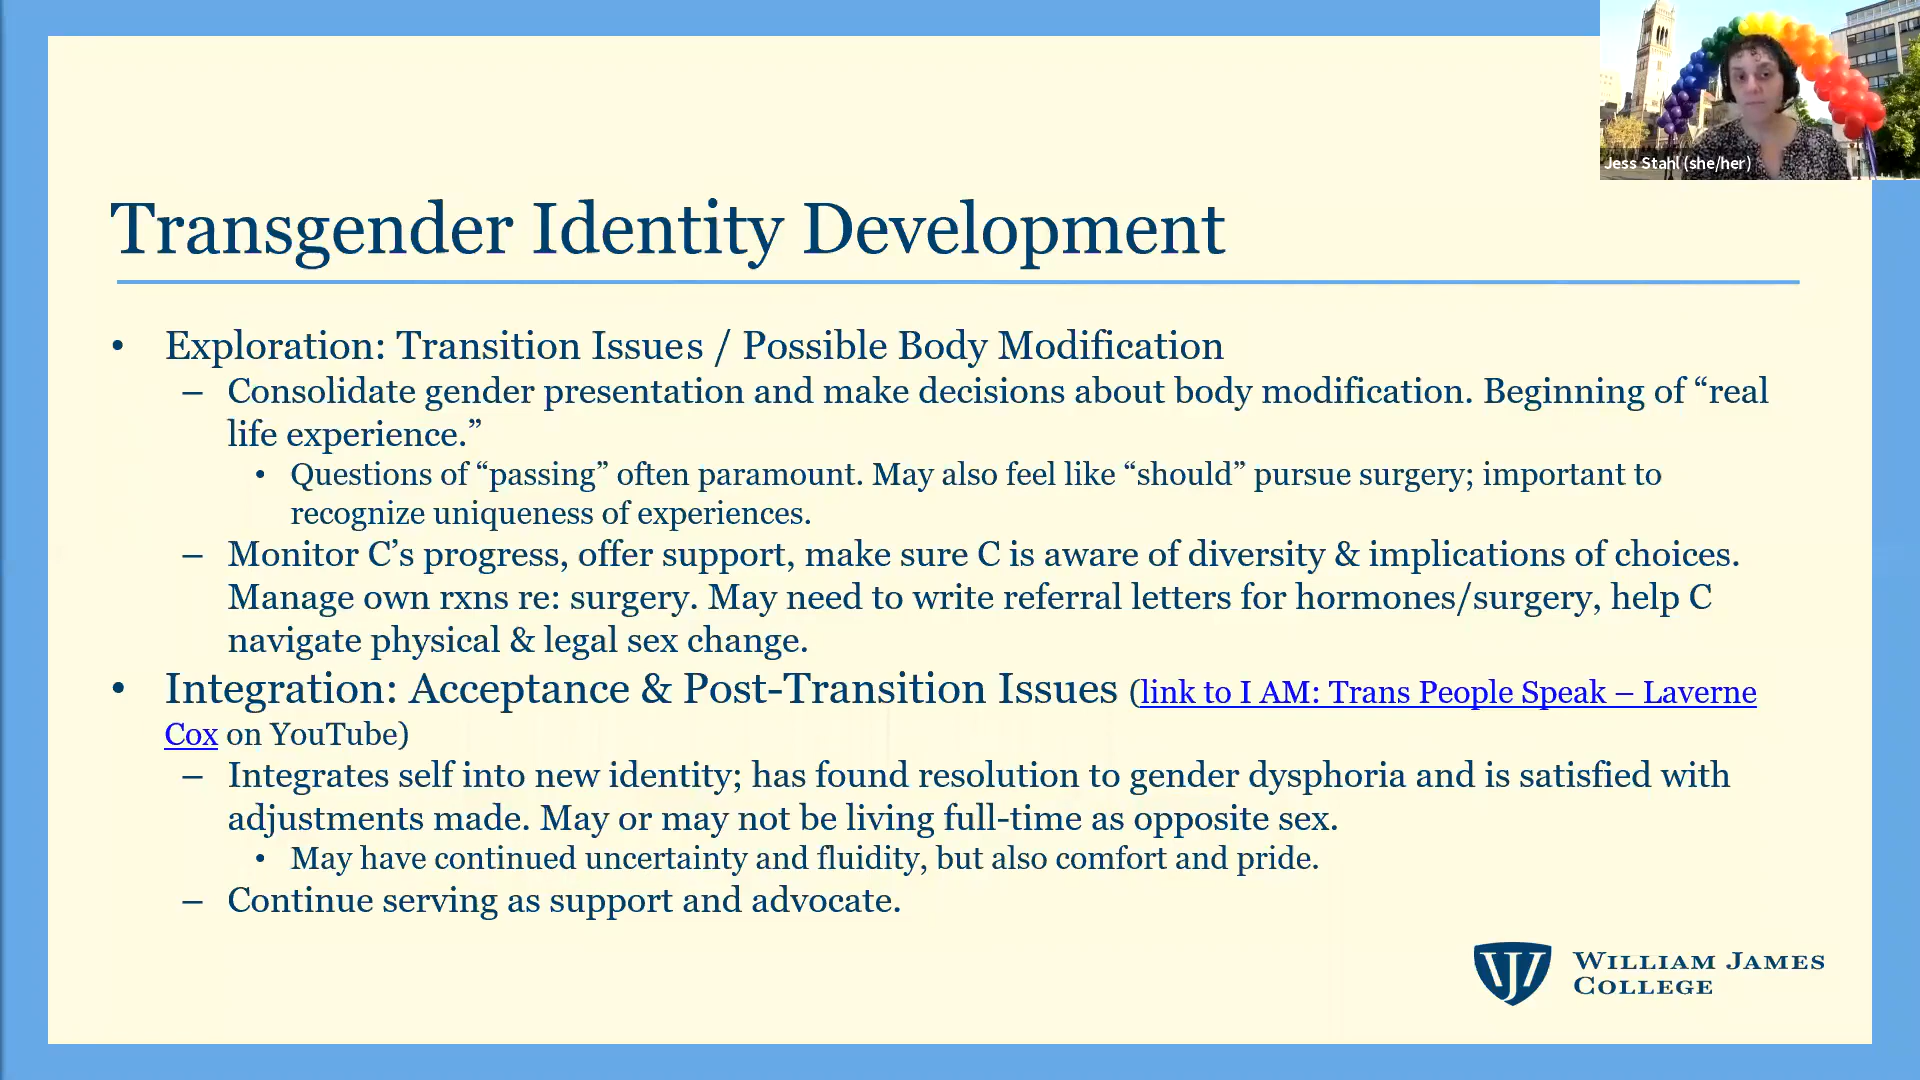 Jess Stahl (she/her)
Transgender Identity Development
• Exploration: Transition Issues / Possible Body Modification
– Consolidate gender presentation and make decisions about body modification. Beginning of “real
life experience.”
• Questions of “passing” often paramount. May also feel like “should” pursue surgery; important to
recognize uniqueness of experiences.
– Monitor C’s progress, offer support, make sure C is aware of diversity & implications of choices.
Manage own rxns re: surgery. May need to write referral letters for hormones/surgery, help C
navigate physical & legal sex change.
• Integration: Acceptance & Post-Transition Issues (link to I AM: Trans People Speak – Laverne
Cox on YouTube)
– Integrates self into new identity; has found resolution to gender dysphoria and is satisfied with
adjustments made. May or may not be living full-time as opposite sex.
• May have continued uncertainty and fluidity, but also comfort and pride.
– Continue serving as support and advocate.
WJ
WILLIAM JAMES
COLLEGE